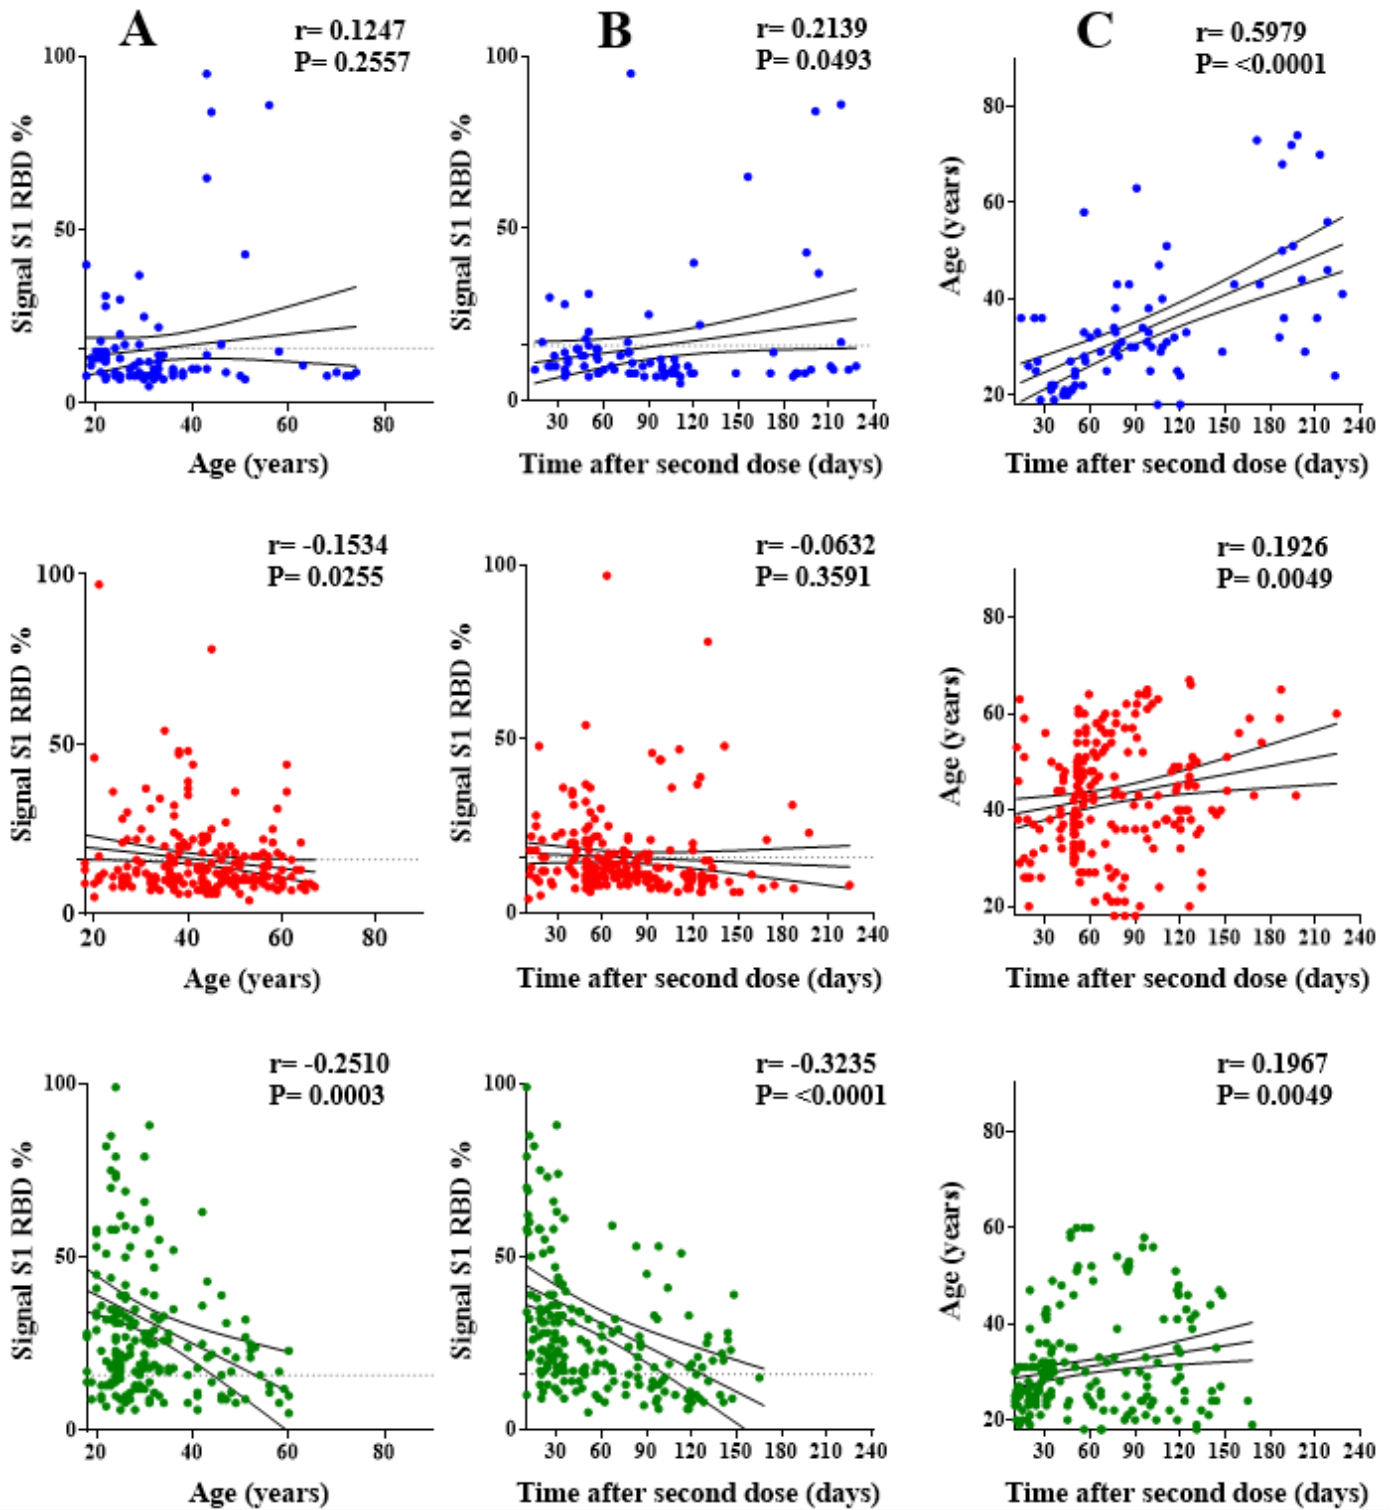 A
r= 0.1247
P= 0.2557
Signal S1 RBD %
100
50
0
20
40
60
80
Age (years)
B
r= 0.2139
P= 0.0493
Signal S1 RBD %
100
50
0
30
60
90
120
150
180
210
240
Time after second dose (days)
C
r= 0.5979
P= <0.0001
Age (years)
80
60
40
20
30
60
90
120
150
180
210
240
Time after second dose (days)
r= -0.1534
P= 0.0255
Signal S1 RBD %
100
50
0
20
40
60
80
Age (years)
r= -0.0632
P= 0.3591
Signal S1 RBD %
100
50
0
30
60
90
120
150
180
210
240
Time after second dose (days)
r= 0.1926
P= 0.0049
Age (years)
80
60
40
20
30
60
90
120
150
180
210
240
Time after second dose (days)
r= -0.2510
P= 0.0003
Signal S1 RBD %
100
50
0
20
40
60
80
Age (years)
r= -0.3235
P= <0.0001
Signal S1 RBD %
100
50
0
30
60
90
120
150
180
210
240
Time after second dose (days)
r= 0.1967
P= 0.0049
Age (years)
80
60
40
20
30
60
90
120
150
180
210
240
Time after second dose (days)